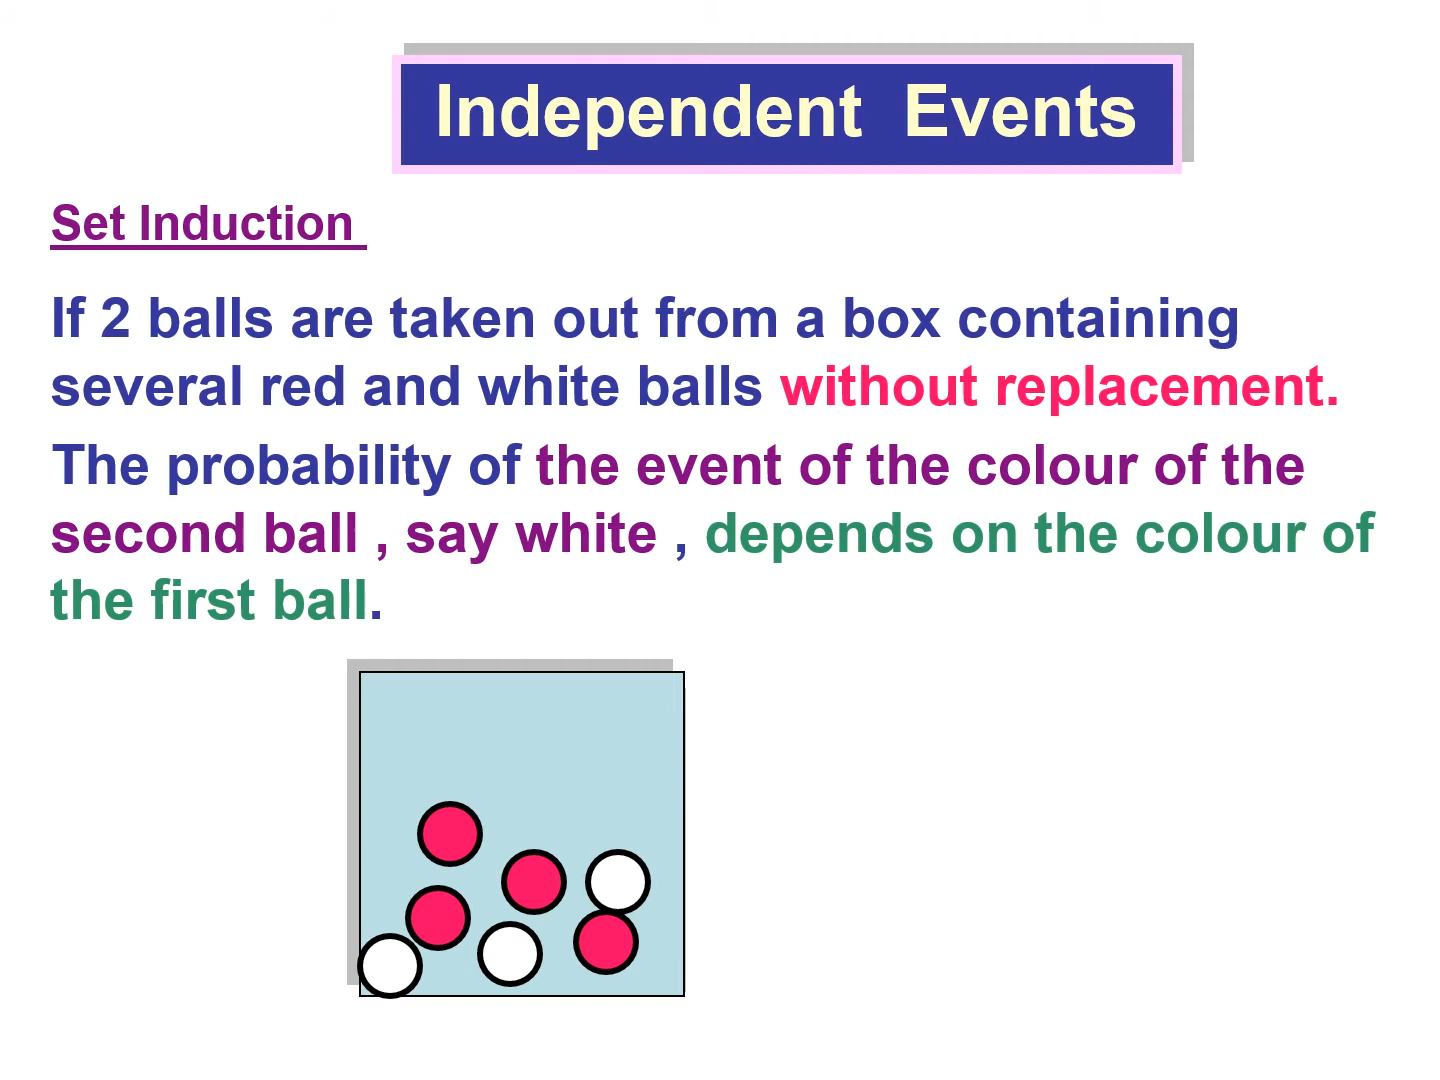 Independent Events
Set Induction
If 2 balls are taken out from a box containing
several red and white balls without replacement.
The probability of the event of the colour of the
second ball , say white , depends on the colour of
the first ball.